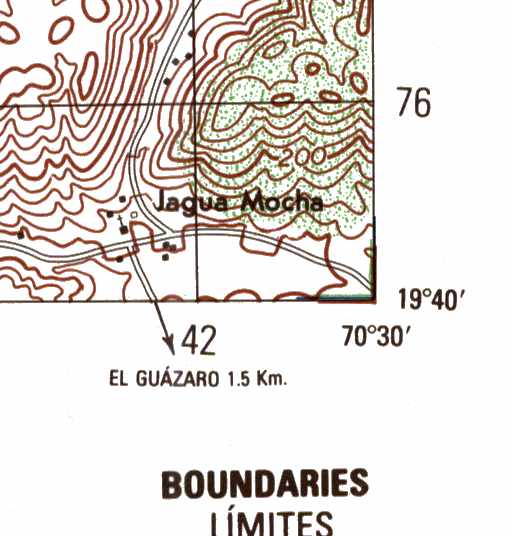 76
200
Jagua Mocha
19°40'
42
70°30'
EL GUÁZARO 1.5 Km.
BOUNDARIES
LÍMITES